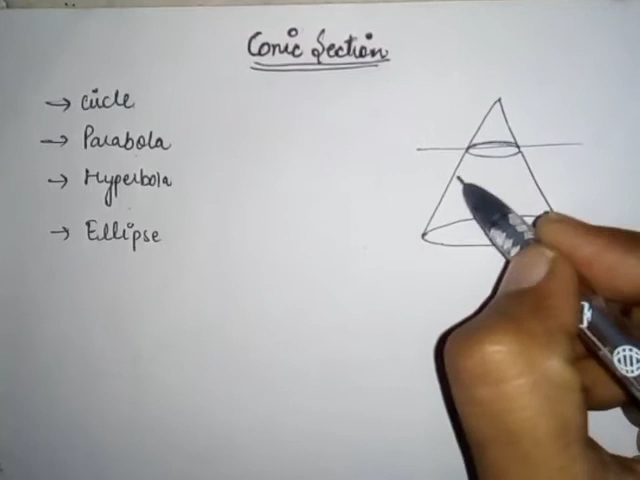 Conic Section
→ Circle
→ Parabola
→ Hyperbola
→ Ellipse